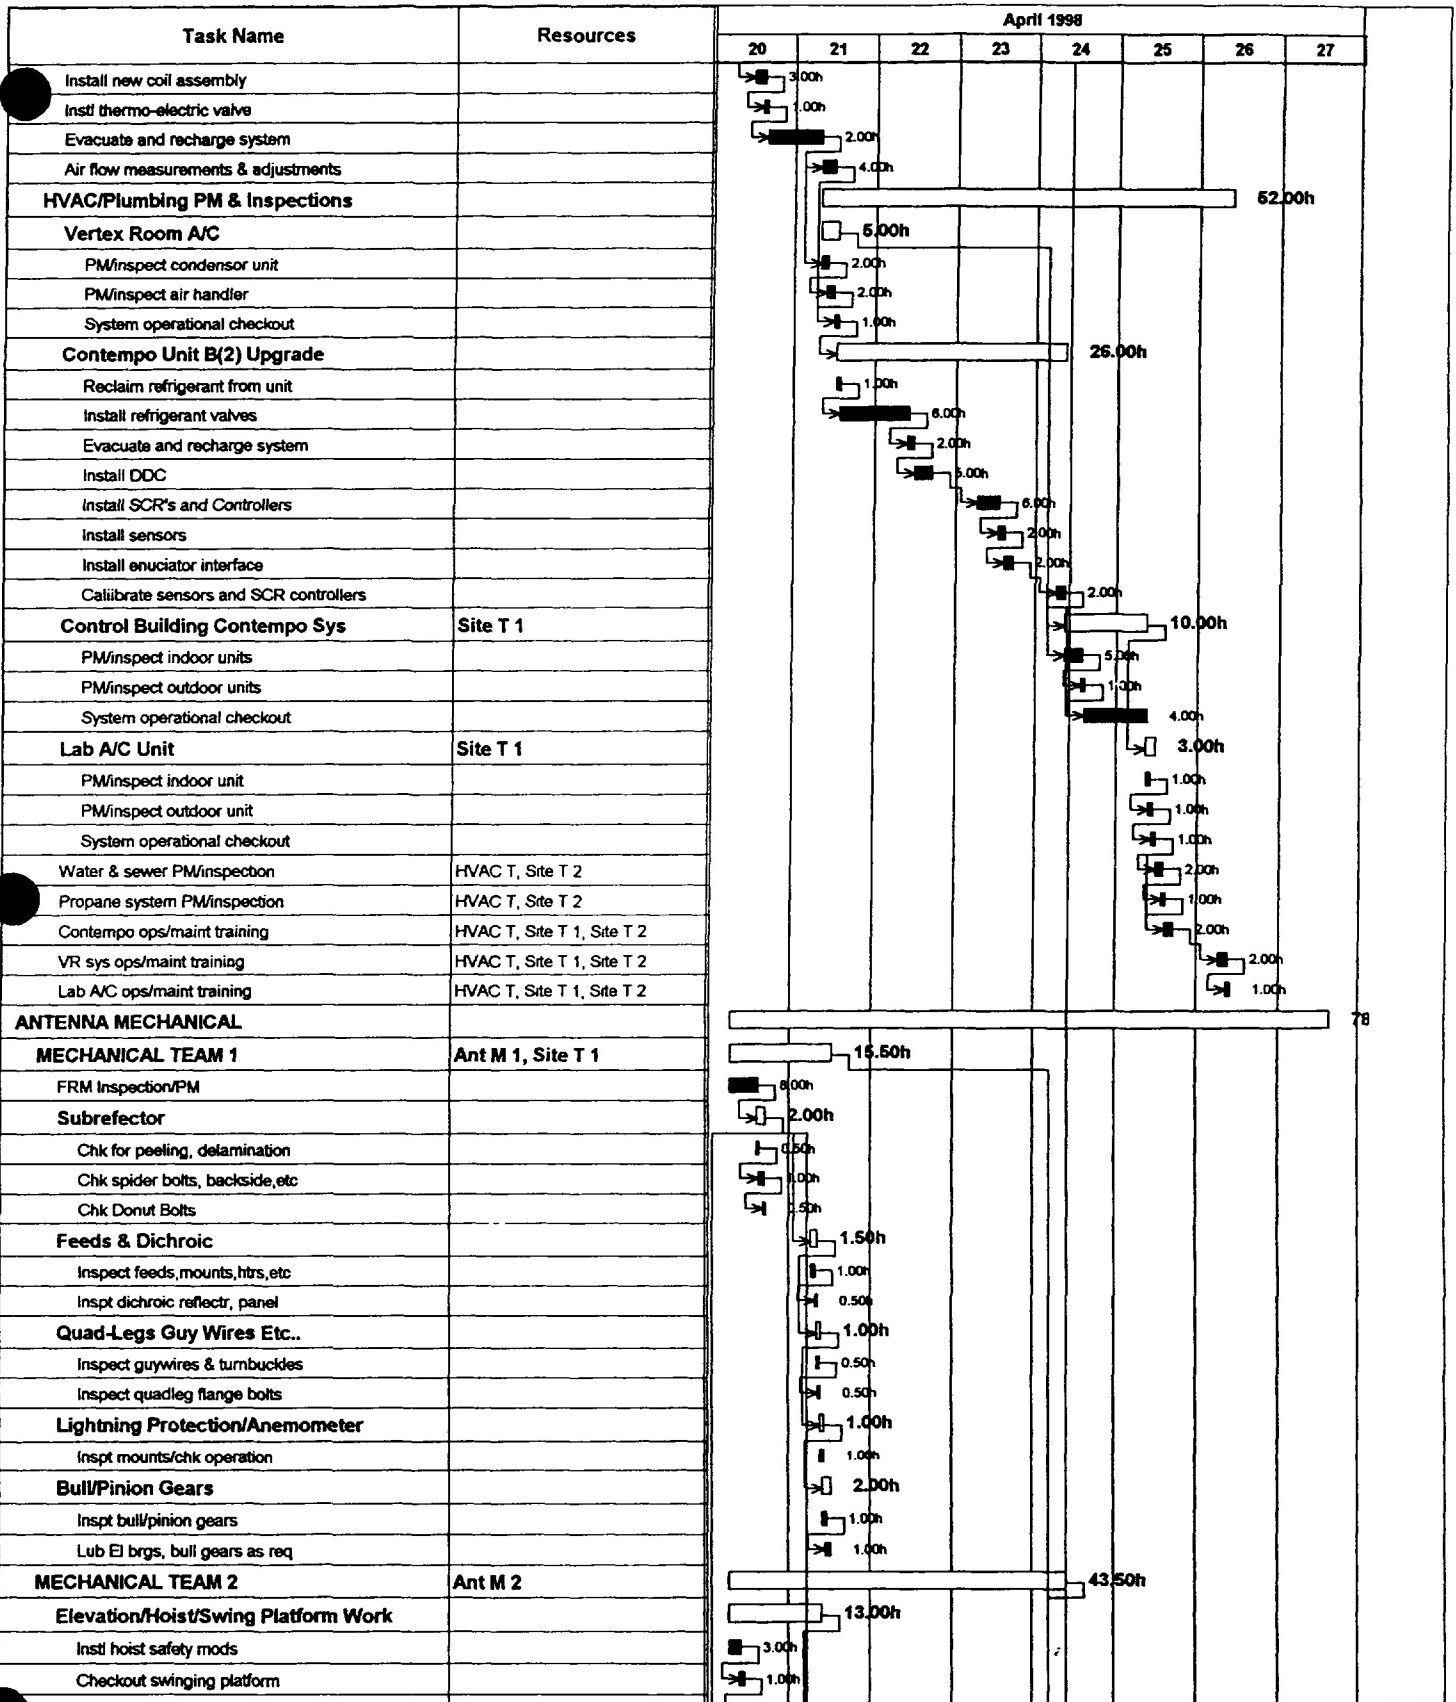 Task Name Resources April 1998
20 21 22 23 24 25 26 27
Install new coil assembly 3.00h
Instl thermo-electric valve 1.00h
Evacuate and recharge system 2.00h
Air flow measurements & adjustments 4.00h
HVAC/Plumbing PM & Inspections 52.00h
Vertex Room A/C 5.00h
PM/inspect condensor unit 2.00h
PM/inspect air handler 2.00h
System operational checkout 1.00h
Contempo Unit B(2) Upgrade 26.00h
Reclaim refrigerant from unit 1.00h
Install refrigerant valves 6.00h
Evacuate and recharge system 2.00h
Install DDC 5.00h
Install SCR's and Controllers 6.00h
Install sensors 2.00h
Install enuciator interface 2.00h
Caliibrate sensors and SCR controllers 2.00h
Control Building Contempo Sys Site T 1 10.00h
PM/inspect indoor units 5.00h
PM/inspect outdoor units 1.00h
System operational checkout 4.00h
Lab A/C Unit Site T 1 3.00h
PM/inspect indoor unit 1.00h
PM/inspect outdoor unit 1.00h
System operational checkout 1.00h
Water & sewer PM/inspection HVAC T, Site T 2 2.00h
Propane system PM/inspection HVAC T, Site T 2 1.00h
Contempo ops/maint training HVAC T, Site T 1, Site T 2 2.00h
VR sys ops/maint training HVAC T, Site T 1, Site T 2 2.00h
Lab A/C ops/maint training HVAC T, Site T 1, Site T 2 1.00h
ANTENNA MECHANICAL 78
MECHANICAL TEAM 1 Ant M 1, Site T 1 15.50h
FRM Inspection/PM 8.00h
Subrefector 2.00h
Chk for peeling, delamination 0.50h
Chk spider bolts, backside,etc 1.00h
Chk Donut Bolts 0.50h
Feeds & Dichroic 1.50h
Inspect feeds,mounts,htrs,etc 1.00h
Inspt dichroic reflectr, panel 0.50h
Quad-Legs Guy Wires Etc.. 1.00h
Inspect guywires & turnbuckles 0.50h
Inspect quadleg flange bolts 0.50h
Lightning Protection/Anemometer 1.00h
Inspt mounts/chk operation 1.00h
Bull/Pinion Gears 2.00h
Inspt bull/pinion gears 1.00h
Lub El brgs, bull gears as req 1.00h
MECHANICAL TEAM 2 Ant M 2 43.50h
Elevation/Hoist/Swing Platform Work 13.00h
Instl hoist safety mods 3.00h
Checkout swinging platform 1.00h